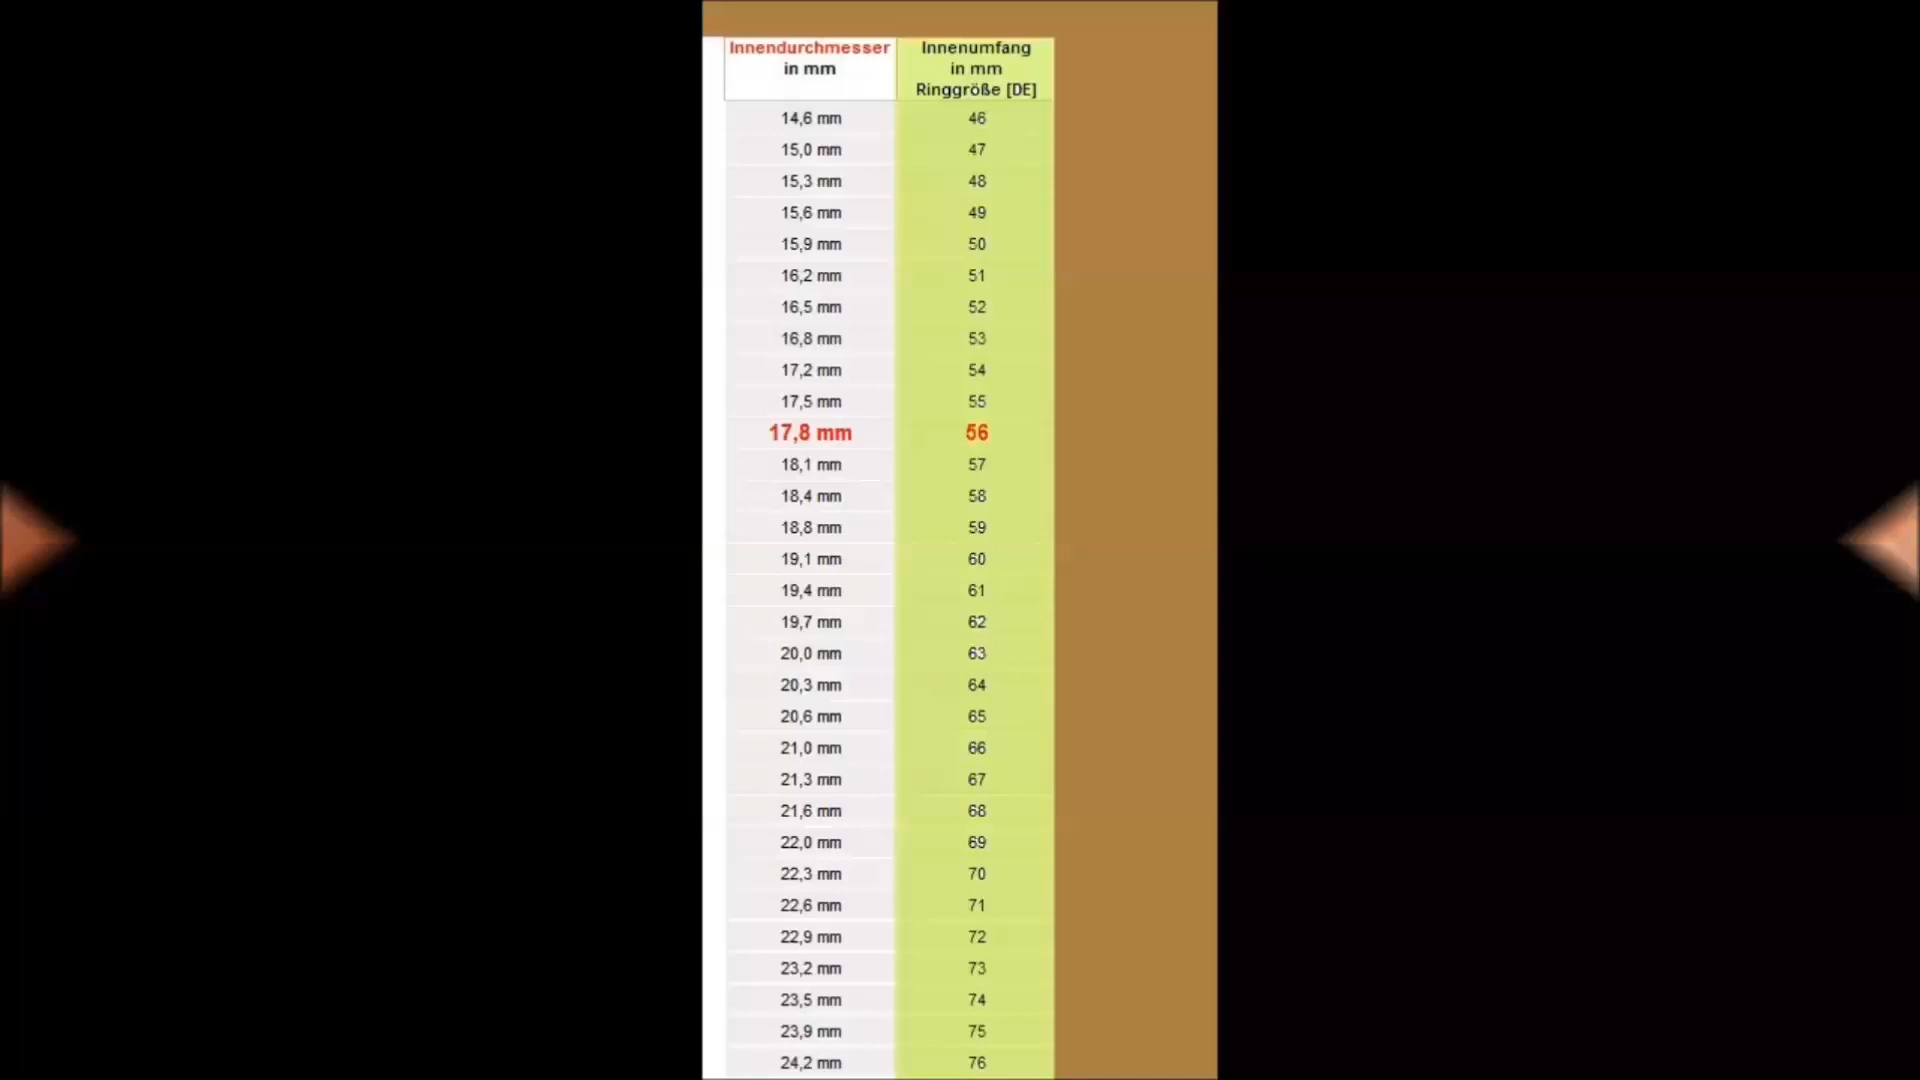 Innendurchmesser Innenumfang
in mm in mm
Ringgröße [DE]
14,6 mm 46
15,0 mm 47
15,3 mm 48
15,6 mm 49
15,9 mm 50
16,2 mm 51
16,5 mm 52
16,8 mm 53
17,2 mm 54
17,5 mm 55
17,8 mm 56
18,1 mm 57
18,4 mm 58
18,8 mm 59
19,1 mm 60
19,4 mm 61
19,7 mm 62
20,0 mm 63
20,3 mm 64
20,6 mm 65
21,0 mm 66
21,3 mm 67
21,6 mm 68
22,0 mm 69
22,3 mm 70
22,6 mm 71
22,9 mm 72
23,2 mm 73
23,5 mm 74
23,9 mm 75
24,2 mm 76